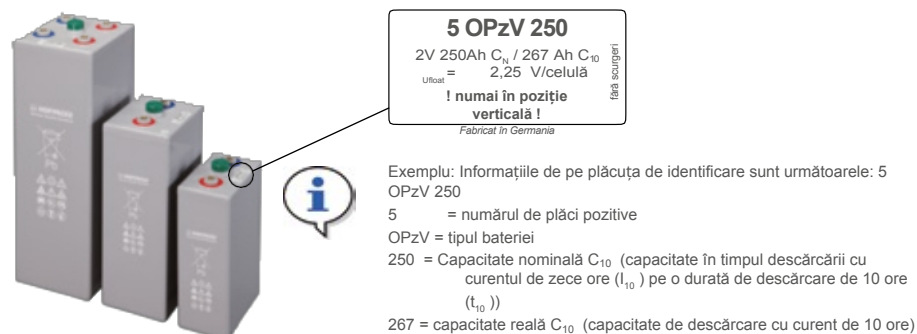 5 OPzV 250
2V 250Ah C_N / 267 Ah C₁₀
U_float = 2,25 V/celulă
! numai în poziție
verticală !
Fabricat în Germania
fără scurgeri
Exemplu: Informațiile de pe plăcuța de identificare sunt următoarele: 5
OPzV 250
5 = numărul de plăci pozitive
OPzV = tipul bateriei
250 = Capacitate nominală C₁₀ (capacitate în timpul descărcării cu
curentul de zece ore (I₁₀ ) pe o durată de descărcare de 10 ore
(t₁₀ ))
267 = capacitate reală C₁₀ (capacitate de descărcare cu curent de 10 ore)